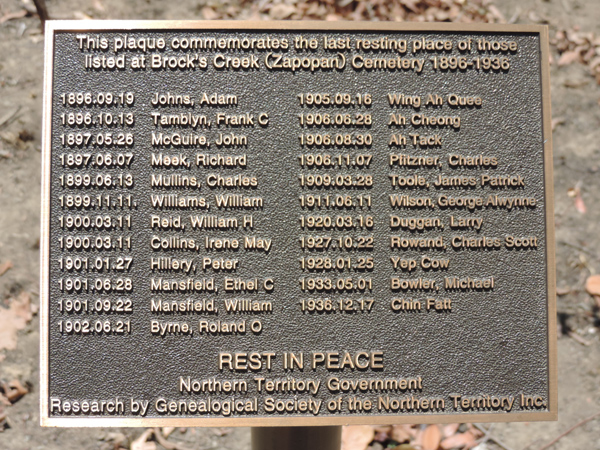 This plaque commemorates the last resting place of those,
listed at Brock's Creek (Zapopan) Cemetery 1896-1936
1896.09.19 Johns, Adam
1896.10.13 Tamblyn, Frank C
1897.05.26 McGuire, John
1897.06.07 Meek, Richard
1899.06.13 Mullins, Charles
1899.11.11. Williams, William
1900.03.11 Reid, William H
1900.03.11 Collins, Irene May
1901.01.27 Hillery, Peter
1901.06.28 Mansfield, Ethel C
1901.09.22 Mansfield, William
1902.06.21 Byrne, Roland O
1905.09.16 Wing Ah Quee
1906.06.28 Ah Cheong
1906.08.30 Ah Tack
1906.11.07 Pfitzner, Charles
1909.03.28 Toole, James Patrick
1911.06.11 Wilson, George Alwynne
1920.03.16 Duggan, Larry
1927.10.22 Rowand, Charles Scott
1928.01.25 Yep Cow
1933.05.01 Bowler, Michael
1936.12.17 Chin Fatt
REST IN PEACE
Northern Territory Government
Research by Genealogical Society of the Northern Territory Inc.